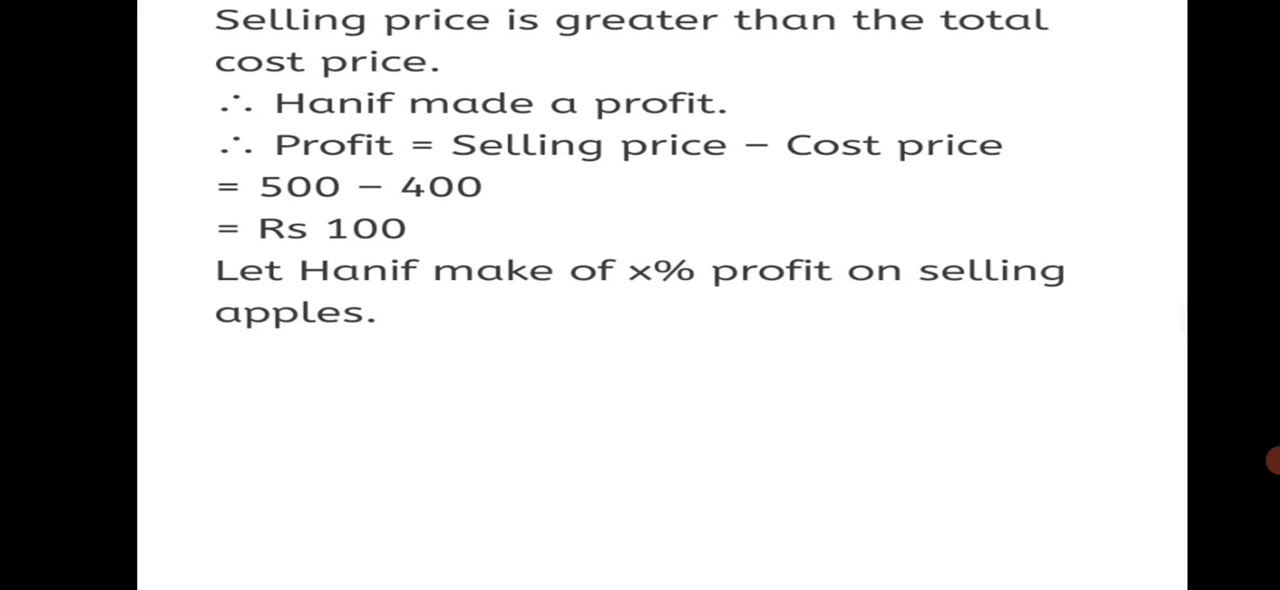 Selling price is greater than the total
cost price.
∴ Hanif made a profit.
∴ Profit = Selling price − Cost price
= 500 − 400
= Rs 100
Let Hanif make of x% profit on selling
apples.